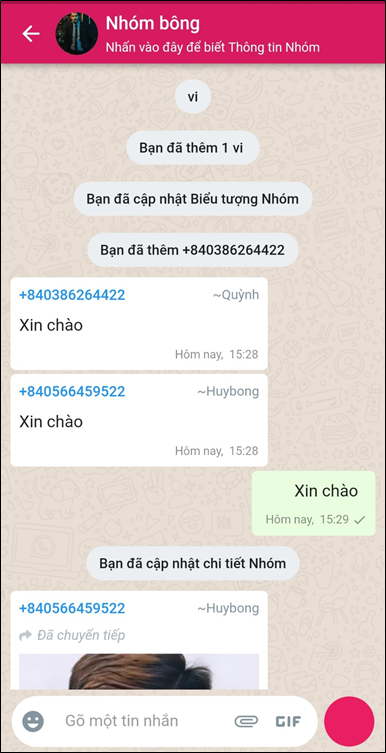 Nhóm bông
Nhấn vào đây để biết Thông tin Nhóm
vi
Bạn đã thêm 1 vi
Bạn đã cập nhật Biểu tượng Nhóm
Bạn đã thêm +840386264422
+840386264422 ~Quỳnh
Xin chào
Hôm nay, 15:28
+840566459522 ~Huybong
Xin chào
Hôm nay, 15:28
Xin chào
Hôm nay, 15:29
Bạn đã cập nhật chi tiết Nhóm
+840566459522 ~Huybong
Đã chuyển tiếp
Gõ một tin nhắn GIF